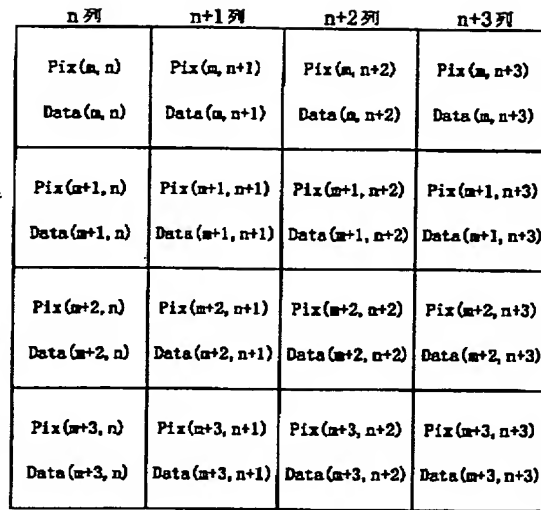 n列 n+1列 n+2列 n+3列
Pix(m, n) Pix(m, n+1) Pix(m, n+2) Pix(m, n+3)
Data(m, n) Data(m, n+1) Data(m, n+2) Data(m, n+3)
Pix(m+1, n) Pix(m+1, n+1) Pix(m+1, n+2) Pix(m+1, n+3)
Data(m+1, n) Data(m+1, n+1) Data(m+1, n+2) Data(m+1, n+3)
Pix(m+2, n) Pix(m+2, n+1) Pix(m+2, n+2) Pix(m+2, n+3)
Data(m+2, n) Data(m+2, n+1) Data(m+2, n+2) Data(m+2, n+3)
Pix(m+3, n) Pix(m+3, n+1) Pix(m+3, n+2) Pix(m+3, n+3)
Data(m+3, n) Data(m+3, n+1) Data(m+3, n+2) Data(m+3, n+3)